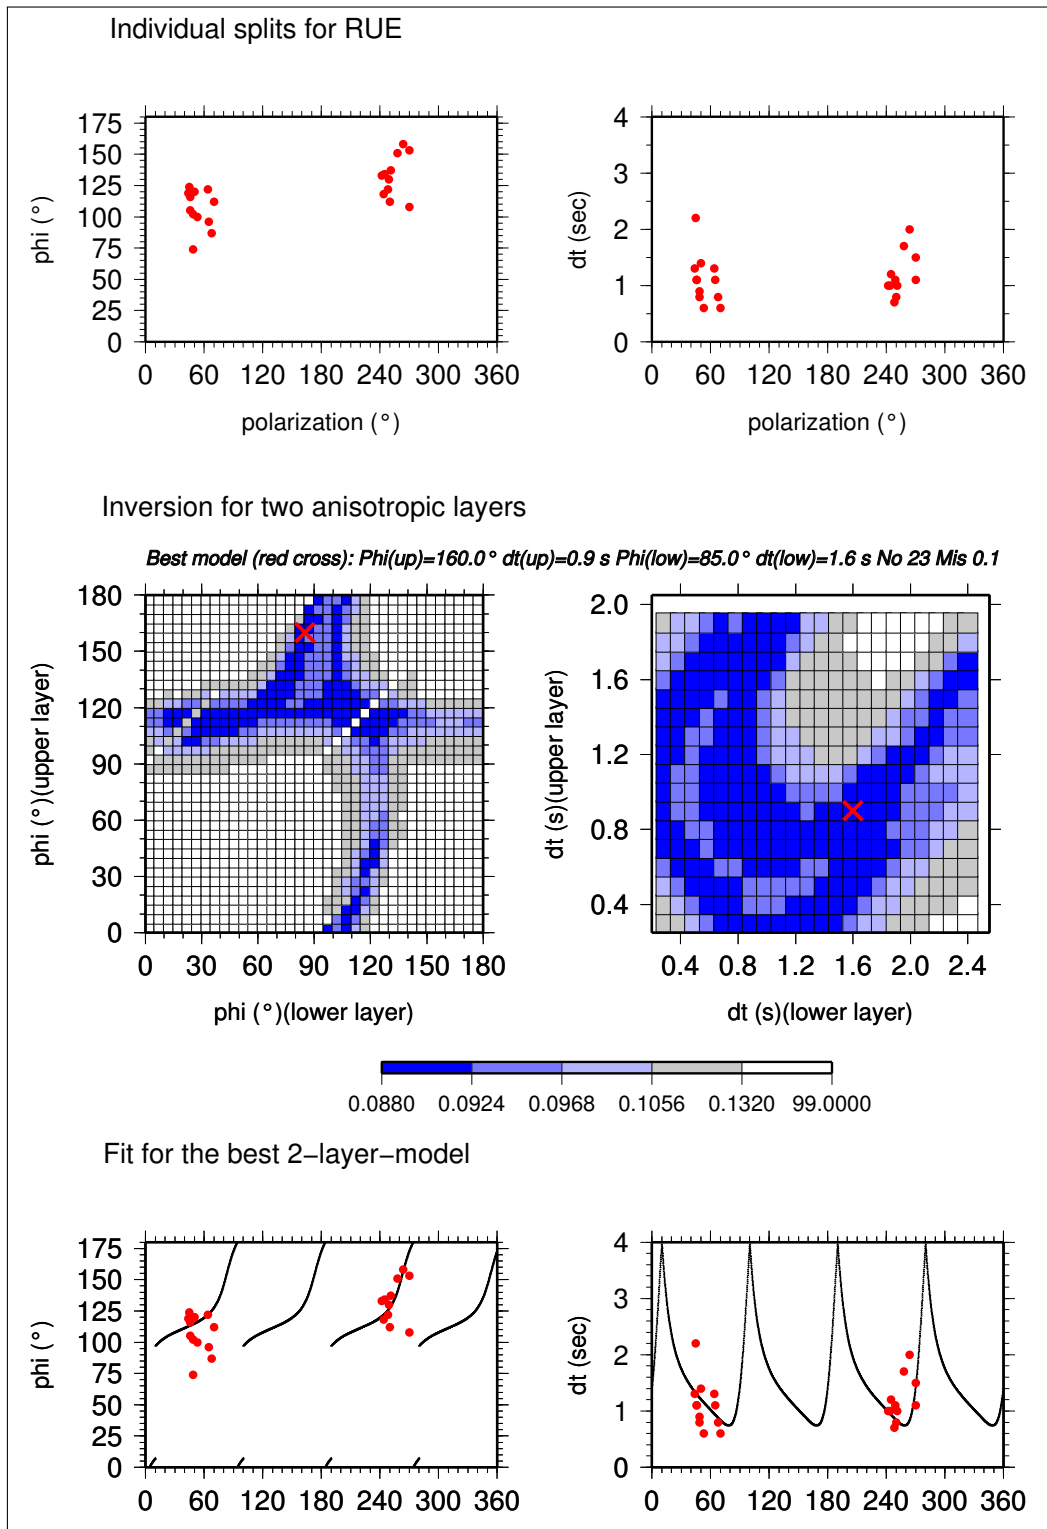 Individual splits for RUE
175
150
125
100
75
50
25
0
phi (°)
0 60 120 180 240 300 360
polarization (°)
4
3
2
1
0
dt (sec)
0 60 120 180 240 300 360
polarization (°)
Inversion for two anisotropic layers
Best model (red cross): Phi(up)=160.0° dt(up)=0.9 s Phi(low)=85.0° dt(low)=1.6 s No 23 Mis 0.1
180
150
120
90
60
30
0
phi (°)(upper layer)
0 30 60 90 120 150 180
phi (°)(lower layer)
2.0
1.6
1.2
0.8
0.4
dt (s)(upper layer)
0.4 0.8 1.2 1.6 2.0 2.4
dt (s)(lower layer)
0.0880 0.0924 0.0968 0.1056 0.1320 99.0000
Fit for the best 2−layer−model
175
150
125
100
75
50
25
0
phi (°)
0 60 120 180 240 300 360
4
3
2
1
0
dt (sec)
0 60 120 180 240 300 360